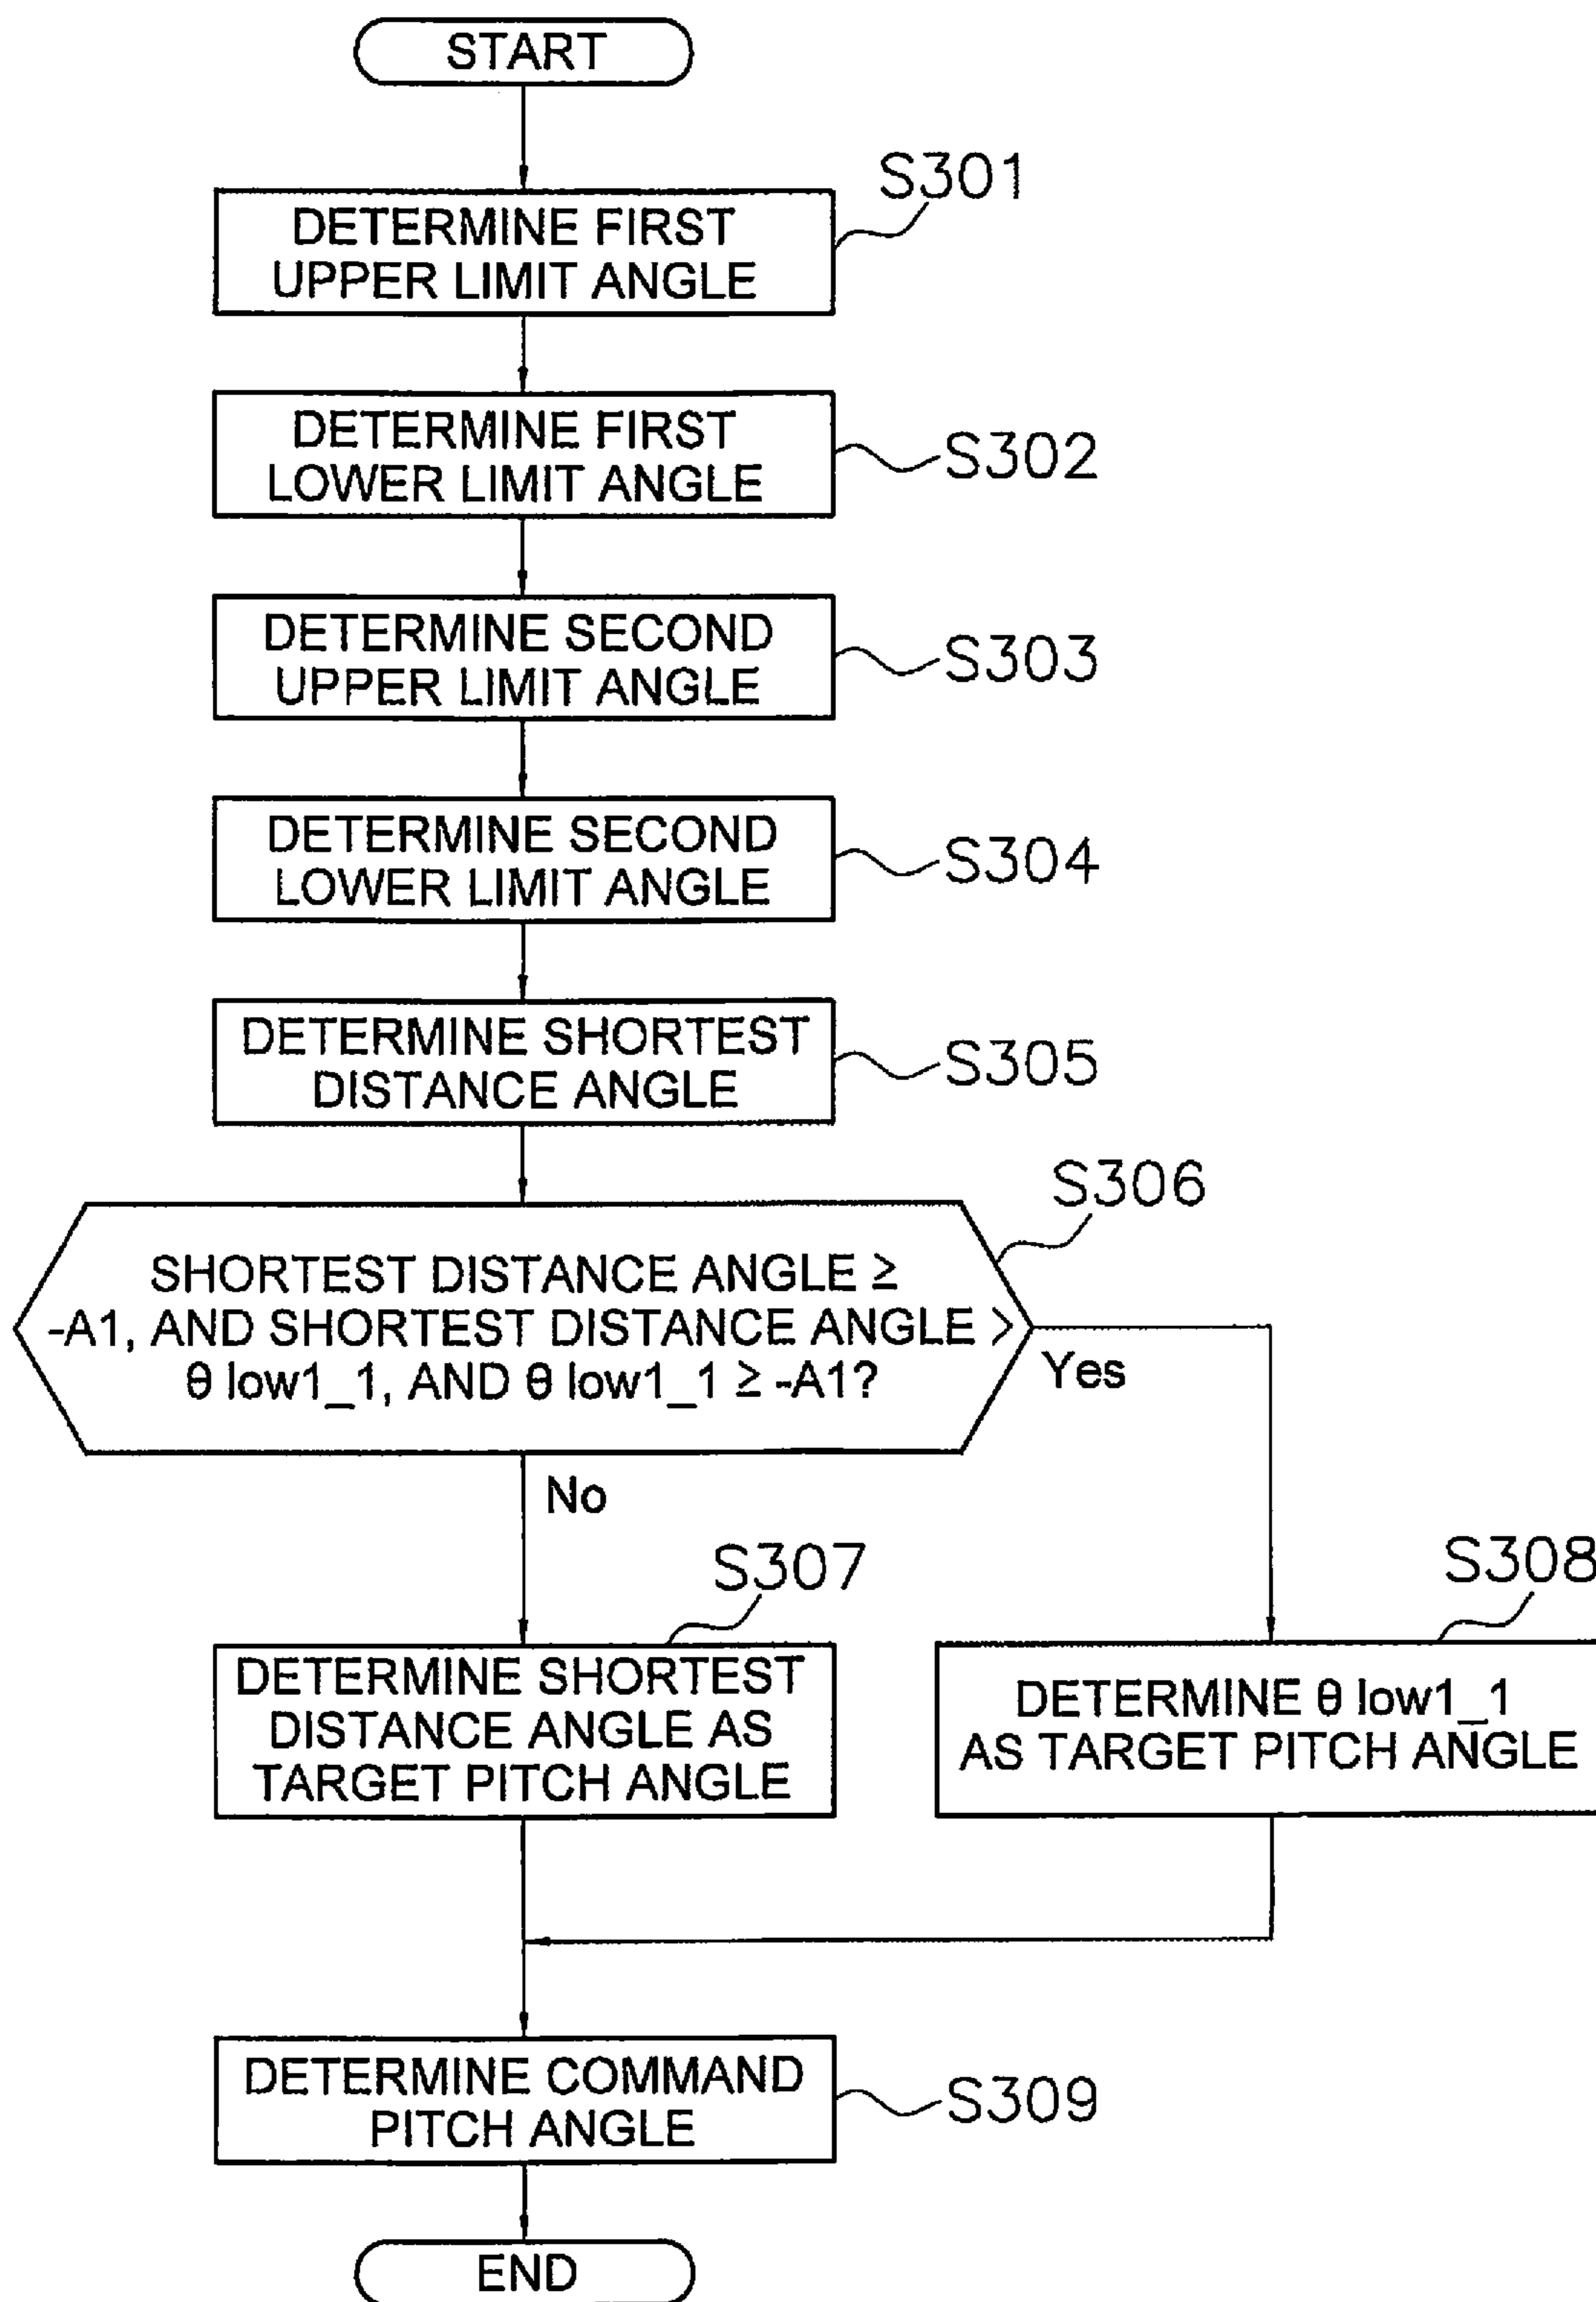 START
S301
DETERMINE FIRST
UPPER LIMIT ANGLE
DETERMINE FIRST
LOWER LIMIT ANGLE
S302
DETERMINE SECOND
UPPER LIMIT ANGLE
S303
DETERMINE SECOND
LOWER LIMIT ANGLE
S304
DETERMINE SHORTEST
DISTANCE ANGLE
S305
S306
SHORTEST DISTANCE ANGLE ≥
-A1, AND SHORTEST DISTANCE ANGLE >
θ low1_1, AND θ low1_1 ≥ -A1?
Yes
No
S307
S308
DETERMINE SHORTEST
DISTANCE ANGLE AS
TARGET PITCH ANGLE
DETERMINE θ low1_1
AS TARGET PITCH ANGLE
DETERMINE COMMAND
PITCH ANGLE
S309
END